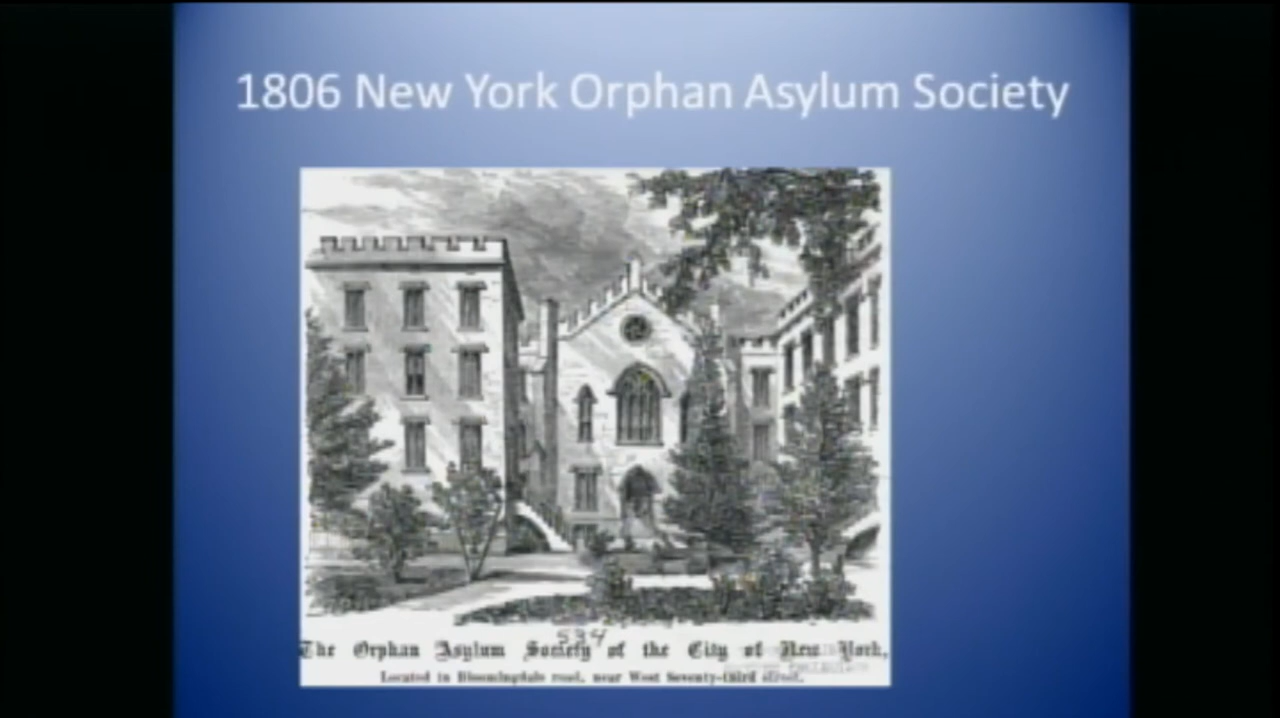 1806 New York Orphan Asylum Society
534
The Orphan Asylum Society of the City of New York,
Located in Bloomingdale road, near West Seventy-third street.